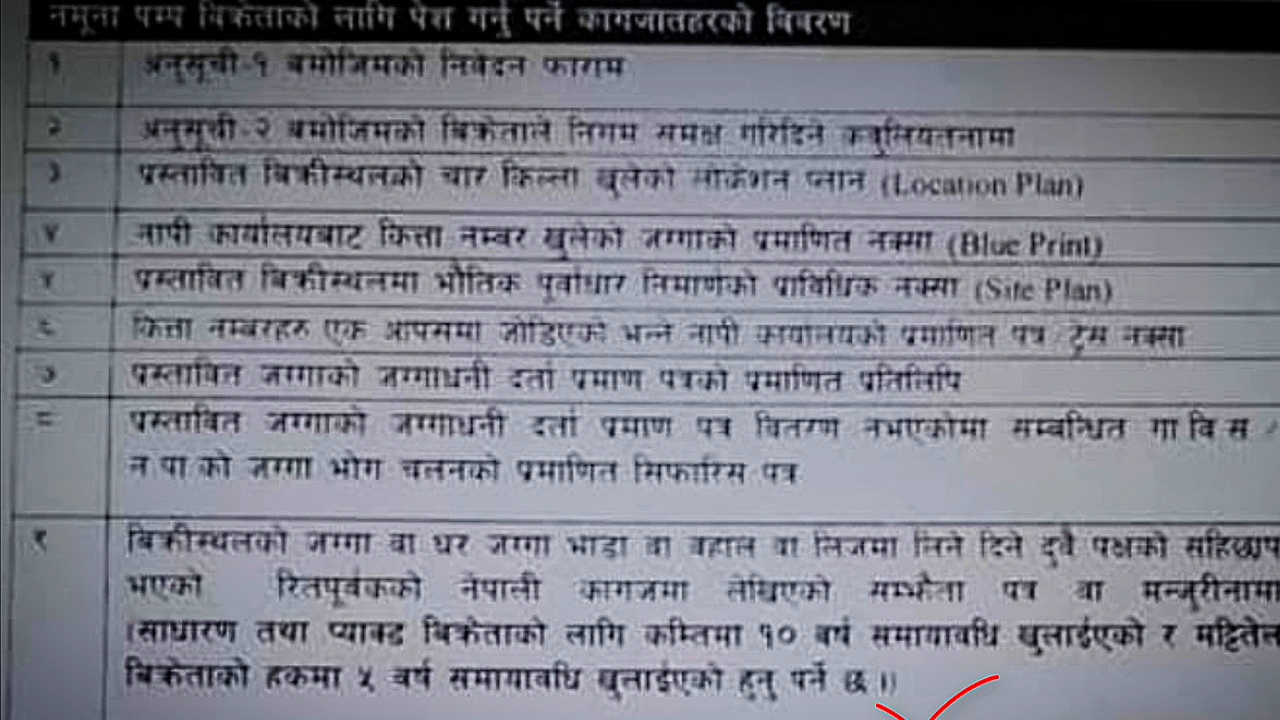 नमूना पम्प बिक्रेताको लागि पेश गर्नु पर्ने कागजातहरुको विवरण
१ अनुसूची-१ बमोजिमको निवेदन फाराम
२ अनुसूची-२ बमोजिमको बिक्रेताले निगम समक्ष गरिदिने कबुलियतनामा
३ प्रस्तावित बिक्रीस्थलको चार किल्ला खुलेको लोकेशन प्लान (Location Plan)
४ नापी कार्यालयबाट कित्ता नम्बर खुलेको जग्गाको प्रमाणित नक्सा (Blue Print)
५ प्रस्तावित बिक्रीस्थलमा भौतिक पूर्वाधार निमार्णको प्राविधिक नक्सा (Site Plan)
६ कित्ता नम्बरहरु एक आपसमा जोडिएको भन्ने नापी कार्यालयको प्रमाणित पत्र/ट्रेस नक्सा
७ प्रस्तावित जग्गाको जग्गाधनी दर्ता प्रमाण पत्रको प्रमाणित प्रतिलिपि
८ प्रस्तावित जग्गाको जग्गाधनी दर्ता प्रमाण पत्र वितरण नभएकोमा सम्बन्धित गा वि स /
न पा को जग्गा भोग चलनको प्रमाणित सिफारिस पत्र
९ बिक्रीस्थलको जग्गा वा घर जग्गा भाडा वा बहाल वा लिजमा लिने दिने दुवै पक्षको सहिछाप
भएको रितपूर्वकको नेपाली कागजमा लेखिएको सम्झौता पत्र वा मन्जुरीनामा
(साधारण तथा प्याक्ड बिक्रेताको लागि कम्तिमा १० वर्ष समायावधि खुलाईएको र मट्टितेल
बिक्रेताको हकमा ५ वर्ष समायावधि खुलाईएको हुनु पर्ने छ ।)